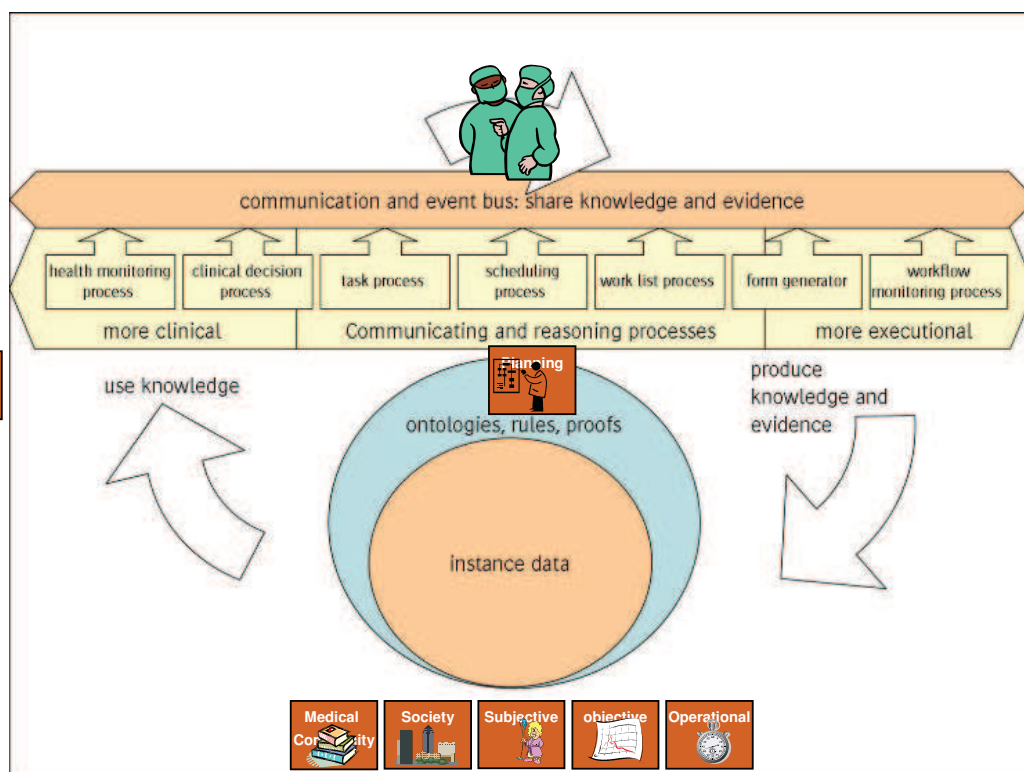 communication and event bus: share knowledge and evidence
health monitoring
process
clinical decision
process
task process
scheduling
process
work list process
form generator
workflow
monitoring process
more clinical
Communicating and reasoning processes
more executional
Planning
use knowledge
produce
knowledge and
evidence
ontologies, rules, proofs
instance data
Medical
Society
Subjective
objective
Operational